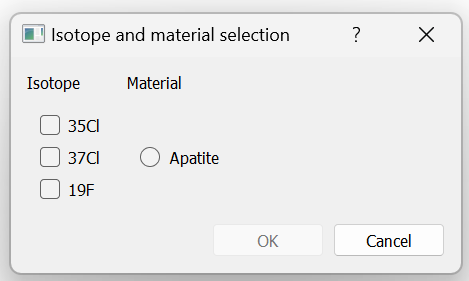 Isotope and material selection ?
Isotope Material
35Cl
37Cl Apatite
19F
OK Cancel